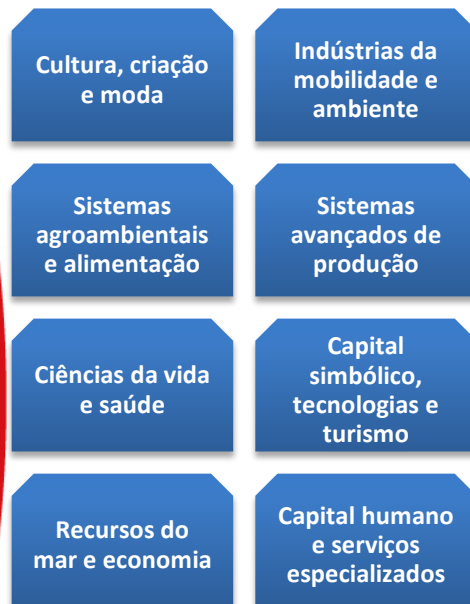 Cultura, criação
e moda
Indústrias da
mobilidade e
ambiente
Sistemas
agroambientais
e alimentação
Sistemas
avançados de
produção
Ciências da vida
e saúde
Capital
simbólico,
tecnologias e
turismo
Recursos do
mar e economia
Capital humano
e serviços
especializados